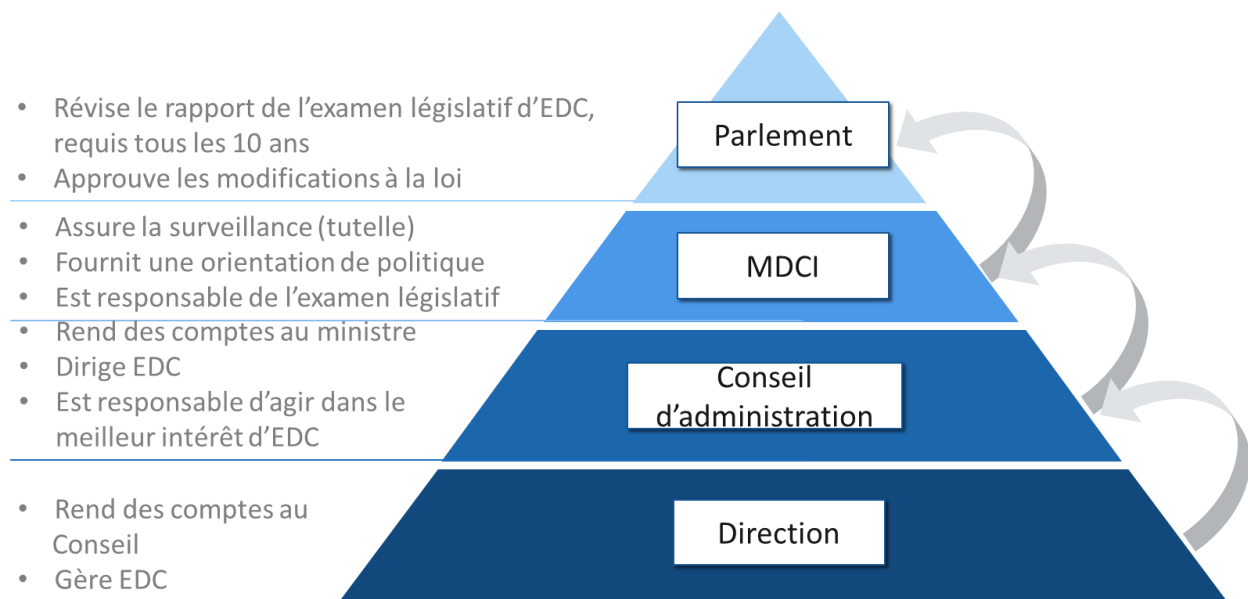 • Révise le rapport de l’examen législatif d’EDC,
requis tous les 10 ans
• Approuve les modifications à la loi
Parlement
• Assure la surveillance (tutelle)
• Fournit une orientation de politique
• Est responsable de l’examen législatif
MDCI
• Rend des comptes au ministre
• Dirige EDC
• Est responsable d’agir dans le
meilleur intérêt d’EDC
Conseil
d’administration
• Rend des comptes au
Conseil
• Gère EDC
Direction